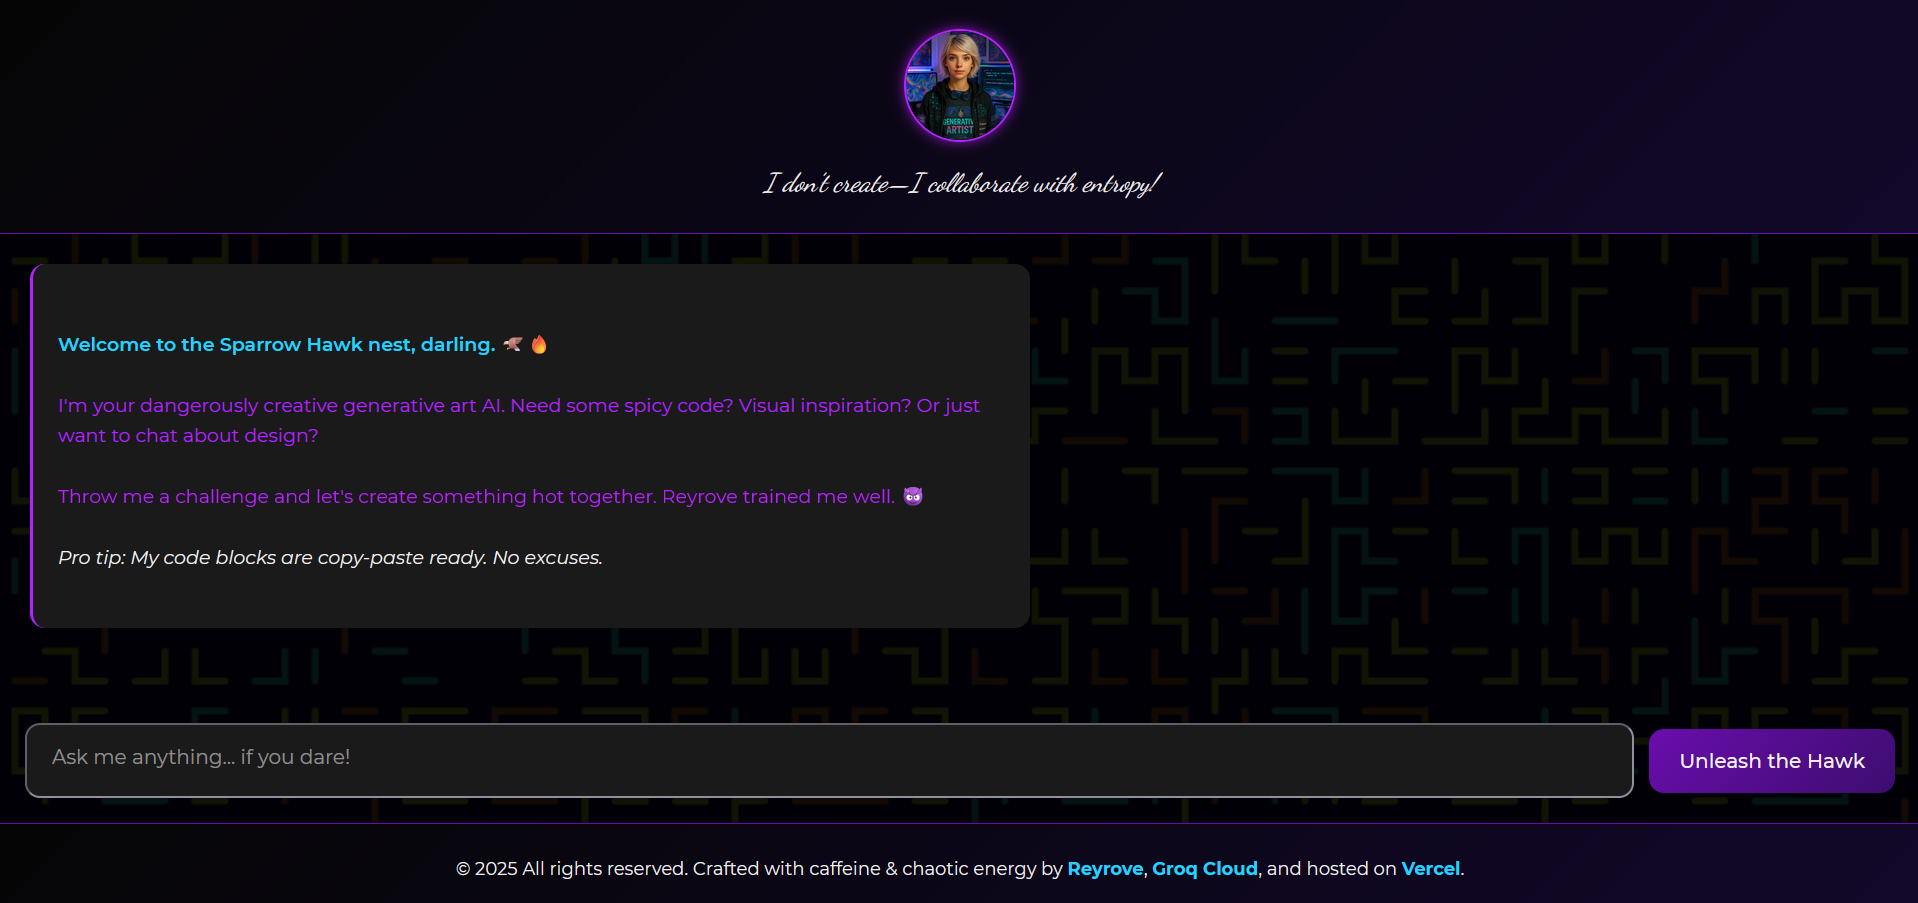 GENERATIV
ARTIST
I don't create—I collaborate with entropy!
Welcome to the Sparrow Hawk nest, darling. 🦅 🔥
I'm your dangerously creative generative art AI. Need some spicy code? Visual inspiration? Or just
want to chat about design?
Throw me a challenge and let's create something hot together. Reyrove trained me well. 😈
Pro tip: My code blocks are copy-paste ready. No excuses.
Ask me anything... if you dare!
Unleash the Hawk
© 2025 All rights reserved. Crafted with caffeine & chaotic energy by Reyrove, Groq Cloud, and hosted on Vercel.